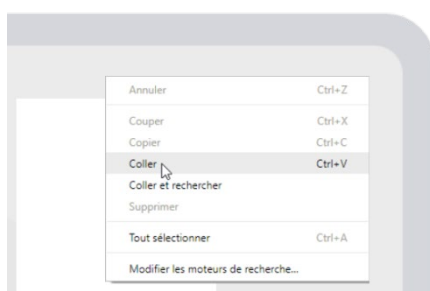 Annuler Ctrl+Z
Couper Ctrl+X
Copier Ctrl+C
Coller Ctrl+V
Coller et rechercher
Supprimer
Tout sélectionner Ctrl+A
Modifier les moteurs de recherche...